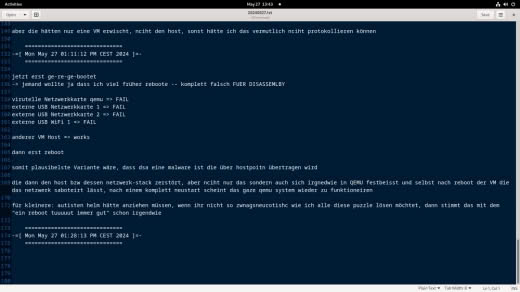 Activities
May 27 13:43
Open
20240527.txt
Save
aber die hätten nur eine VM erwischt, nciht den host, sonst hätte ich das vermutlich nciht protokollieren können
==============================
-=[ Mon May 27 01:11:12 PM CEST 2024 ]=-
==============================
jetzt erst ge-re-ge-bootet
-> jemand wollte ja dass ich viel früher reboote -- komplett falsch FUER DISASSEMLBY
virutelle Netzwerkkarte qemu => FAIL
externe USB Netzwerkkarte 1 => FAIL
externe USB Netzwerkkarte 2 => FAIL
externe USB WiFi 1 => FAIL
anderer VM Host => works
dann erst reboot
somit plausibelste Variante wäre, dass dsa eine malware ist die über hostpoitn übertragen wird
die dann den host bzw dessen netzwerk-stack zerstört, aber nciht nur das sondern auch sich irgnedwie in QEMU festbeisst und selbst nach reboot der VM die
das netzwerk saboterit lässt, nach einem komplett neustart scheint das gaze qemu system wieder zu funktioneiren
für kleinere: autisten helm hätte anziehen müssen, wenn ihr nicht so zwnagsneurotishc wie ich alle diese puzzle lösen möchtet, dann stimmt das mit dem
"ein reboot tuuuuut immer gut" schon irgendwie
==============================
-=[ Mon May 27 01:28:13 PM CEST 2024 ]=-
==============================
Plain Text
Tab Width: 8
Ln 1, Col 1
INS